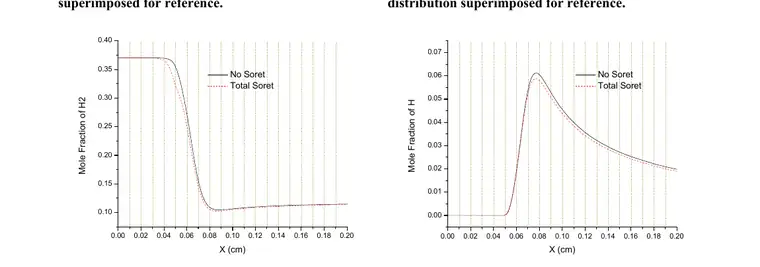 superimposed for reference.
distribution superimposed for reference.
0.40
0.35
0.30
0.25
0.20
0.15
0.10
Mole Fraction of H2
No Soret
Total Soret
0.00 0.02 0.04 0.06 0.08 0.10 0.12 0.14 0.16 0.18 0.20
X (cm)
0.07
0.06
0.05
0.04
0.03
0.02
0.01
0.00
Mole Fraction of H
No Soret
Total Soret
0.00 0.02 0.04 0.06 0.08 0.10 0.12 0.14 0.16 0.18 0.20
X (cm)